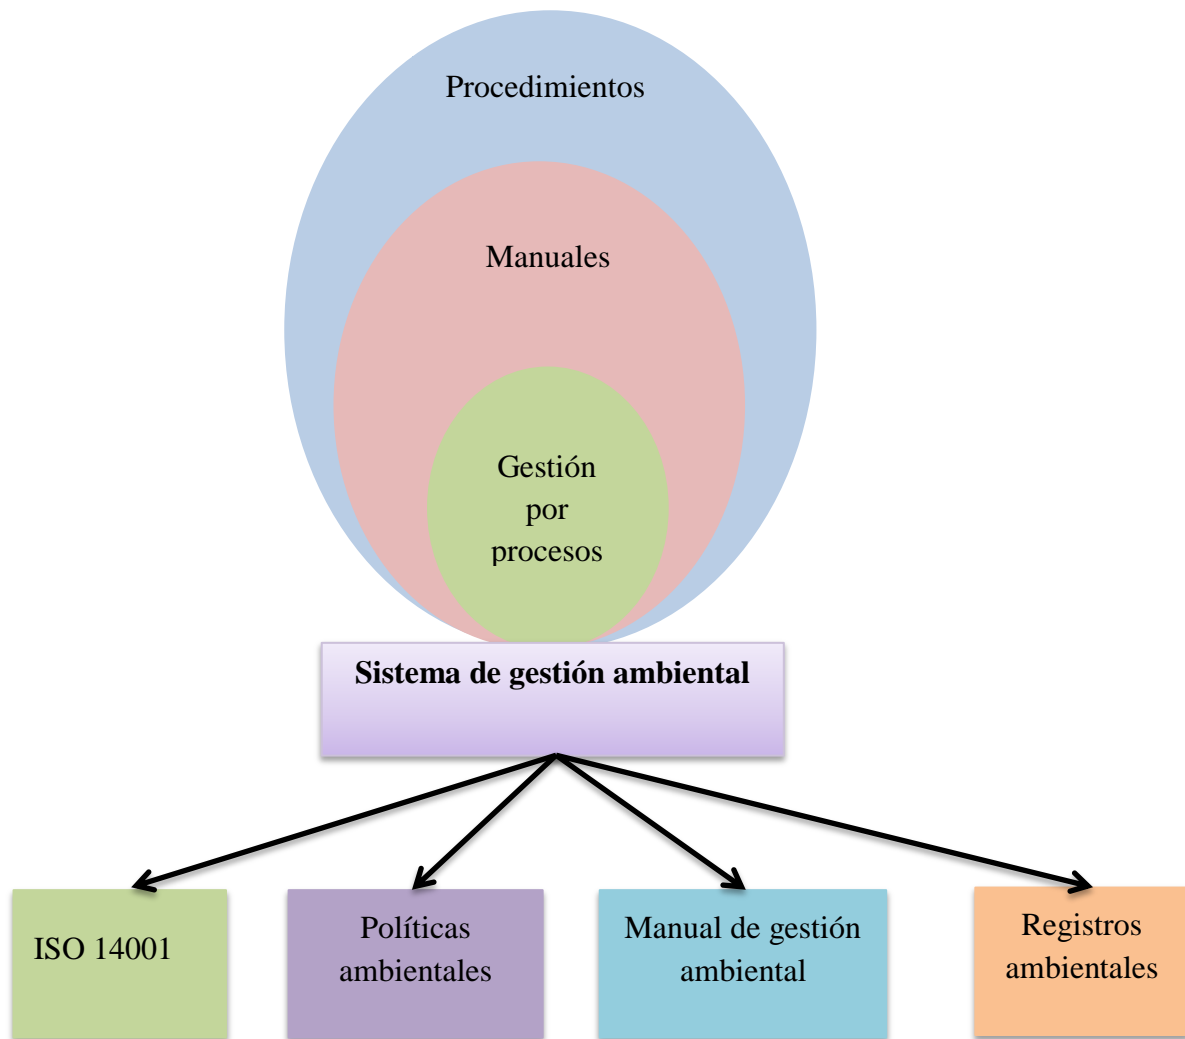 Procedimientos
Manuales
Gestión
por
procesos
Sistema de gestión ambiental
ISO 14001
Políticas
ambientales
Manual de gestión
ambiental
Registros
ambientales